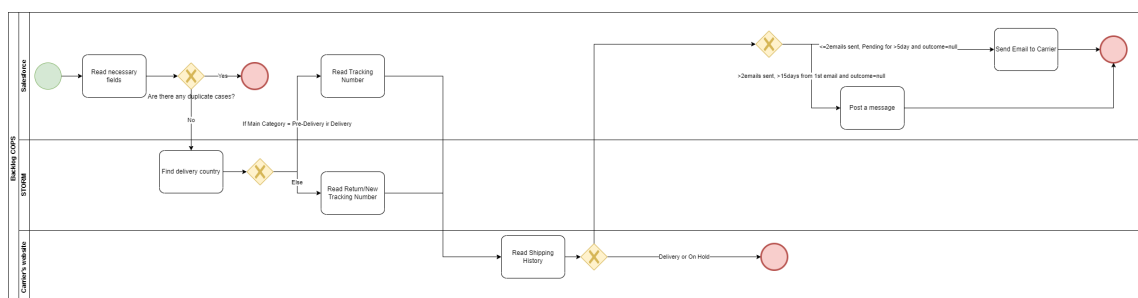 Backlog COPS
Salesforce
STORM
Carrier's website
Read necessary
fields
Yes
Are there any duplicate cases?
No
Read Tracking
Number
If Main Category = Pre-Delivery ir Delivery
Find delivery country
Else
Read Return/New
Tracking Number
Read Shipping
History
Delivery or On Hold
<=2emails sent, Pending for >5day and outcome=null
Send Email to Carrier
>2emails sent, >15days from 1st email and outcome=null
Post a message